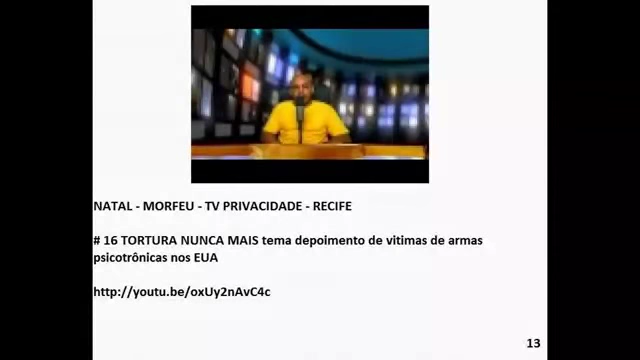 NATAL - MORFEU - TV PRIVACIDADE - RECIFE
# 16 TORTURA NUNCA MAIS tema depoimento de vitimas de armas
psicotrônicas nos EUA
http://youtu.be/oxUy2nAvC4c
13